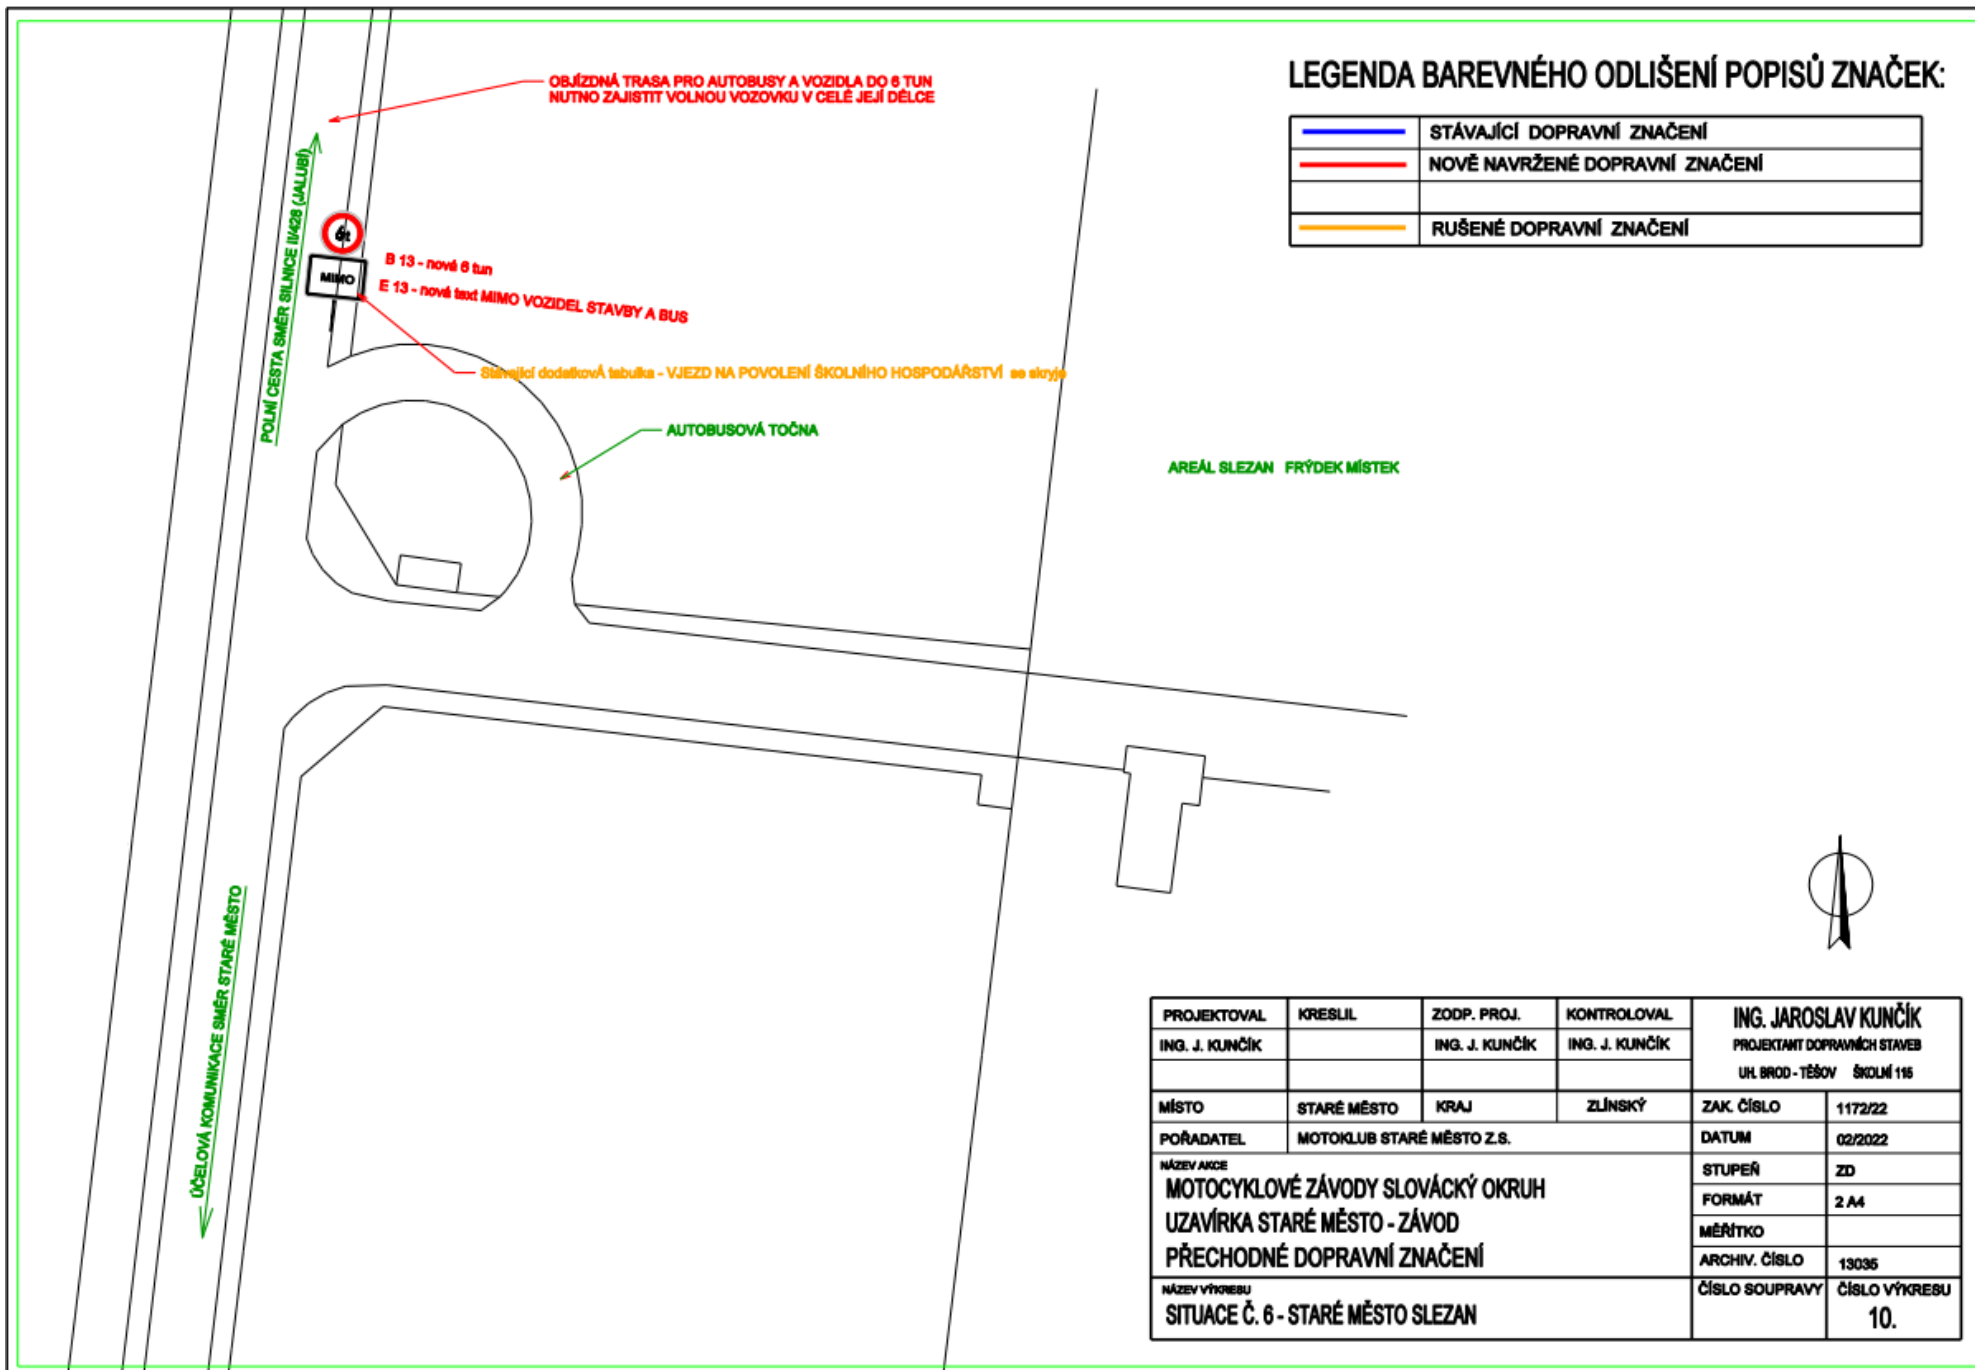 OBJÍZDNÁ TRASA PRO AUTOBUSY A VOZIDLA DO 6 TUN
NUTNO ZAJISTIT VOLNOU VOZOVKU V CELÉ JEJÍ DÉLCE
LEGENDA BAREVNÉHO ODLIŠENÍ POPISŮ ZNAČEK:
STÁVAJÍCÍ DOPRAVNÍ ZNAČENÍ
NOVĚ NAVRŽENÉ DOPRAVNÍ ZNAČENÍ
RUŠENÉ DOPRAVNÍ ZNAČENÍ
POLNÍ CESTA SMĚR SILNICE II/428 (JALUBÍ)
6t
MIMO
B 13 - nová 6 tun
E 13 - nová text MIMO VOZIDEL STAVBY A BUS
Stávající dodatkovÁ tabulka - VJEZD NA POVOLENÍ ŠKOLNÍHO HOSPODÁŘSTVÍ se skryje
AUTOBUSOVÁ TOČNA
AREÁL SLEZAN FRÝDEK MÍSTEK
ÚČELOVÁ KOMUNIKACE SMĚR STARÉ MĚSTO
PROJEKTOVAL KRESLIL ZODP. PROJ. KONTROLOVAL
ING. J. KUNČÍK ING. J. KUNČÍK ING. J. KUNČÍK
ING. JAROSLAV KUNČÍK
PROJEKTANT DOPRAVNÍCH STAVEB
UH. BROD - TĚŠOV ŠKOLNÍ 115
MÍSTO STARÉ MĚSTO KRAJ ZLÍNSKÝ ZAK. ČÍSLO 1172/22
POŘADATEL MOTOKLUB STARÉ MĚSTO Z.S. DATUM 02/2022
NÁZEV AKCE
MOTOCYKLOVÉ ZÁVODY SLOVÁCKÝ OKRUH
UZAVÍRKA STARÉ MĚSTO - ZÁVOD
PŘECHODNÉ DOPRAVNÍ ZNAČENÍ
STUPEŇ ZD
FORMÁT 2 A4
MĚŘÍTKO
ARCHIV. ČÍSLO 13035
NÁZEV VÝKRESU
SITUACE Č. 6 - STARÉ MĚSTO SLEZAN
ČÍSLO SOUPRAVY ČÍSLO VÝKRESU
10.